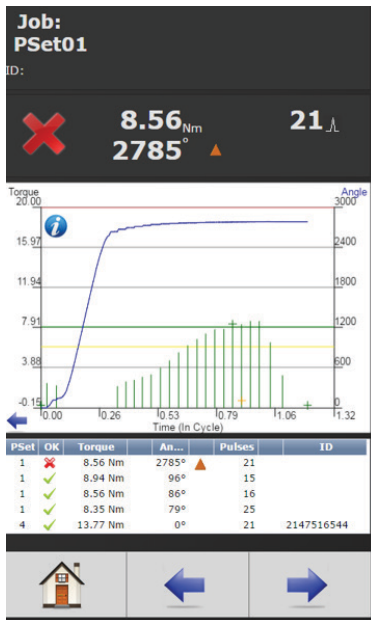 Job:
PSet01
ID:
8.56 Nm 21
2785°
Torque Angle
20.00 3000
15.97 2400
11.94 1800
7.91 1200
3.88 600
-0.15 0
0.00 0.26 0.53 0.79 1.06 1.32
Time (In Cycle)
PSet OK Torque An... Pulses ID
1 8.56 Nm 2785° 21
1 8.94 Nm 96° 15
1 8.56 Nm 86° 16
1 8.35 Nm 79° 25
4 13.77 Nm 0° 21 2147516544